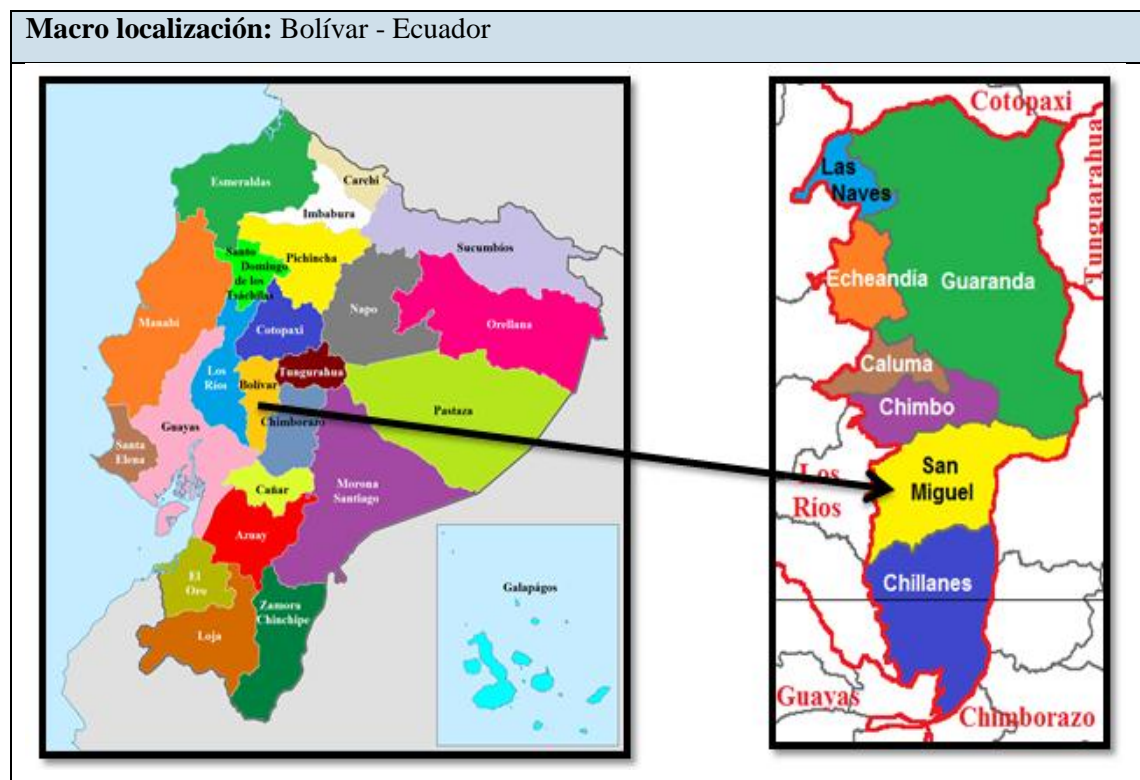 Macro localización: Bolívar - Ecuador
Esmeraldas
Carchi
Imbabura
Sucumbíos
Santo
Domingo
de los
Tsáchilas
Pichincha
Napo
Orellana
Manabí
Cotopaxi
Los
Ríos
Bolívar
Tungurahua
Pastaza
Guayas
Chimborazo
Santa
Elena
Cañar
Morona
Santiago
Azuay
El
Oro
Zamora
Chinchipe
Loja
Galapágos
Cotopaxi
Tunguarahua
Las
Naves
Echeandía
Guaranda
Caluma
Chimbo
San
Miguel
Los
Ríos
Chillanes
Guayas
Chimborazo